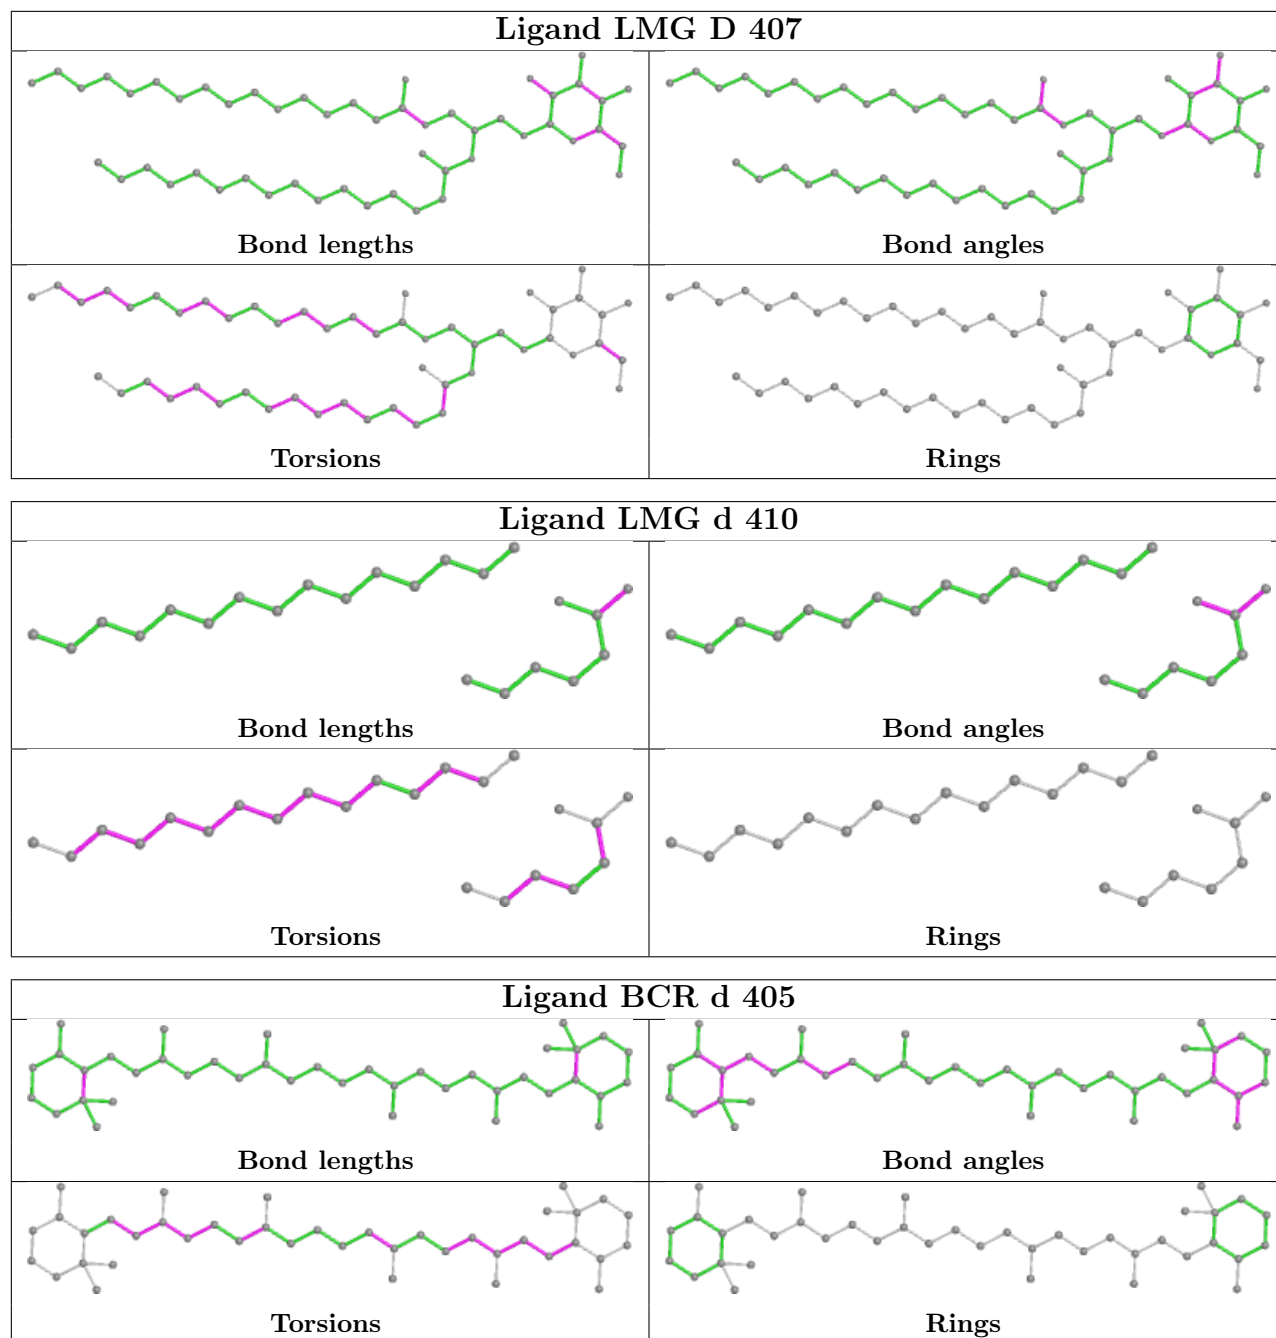 Ligand LMG D 407
Bond lengths
Bond angles
Torsions
Rings
Ligand LMG d 410
Bond lengths
Bond angles
Torsions
Rings
Ligand BCR d 405
Bond lengths
Bond angles
Torsions
Rings